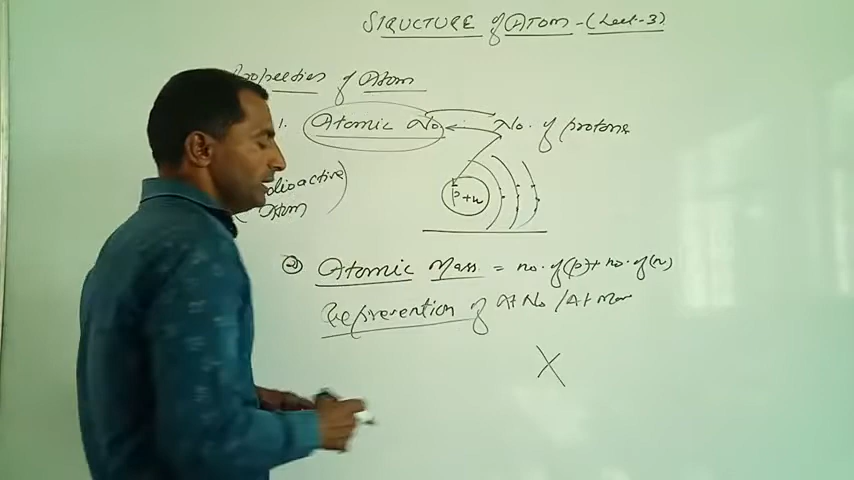 STRUCTURE of ATOM - (Lect-3)
Properties of Atom
1. Atomic No. No. of protons
(Radioactive
Atom)
P+n
② Atomic Mass = no. of (p) + no. of (n)
of At No / At Mass
X